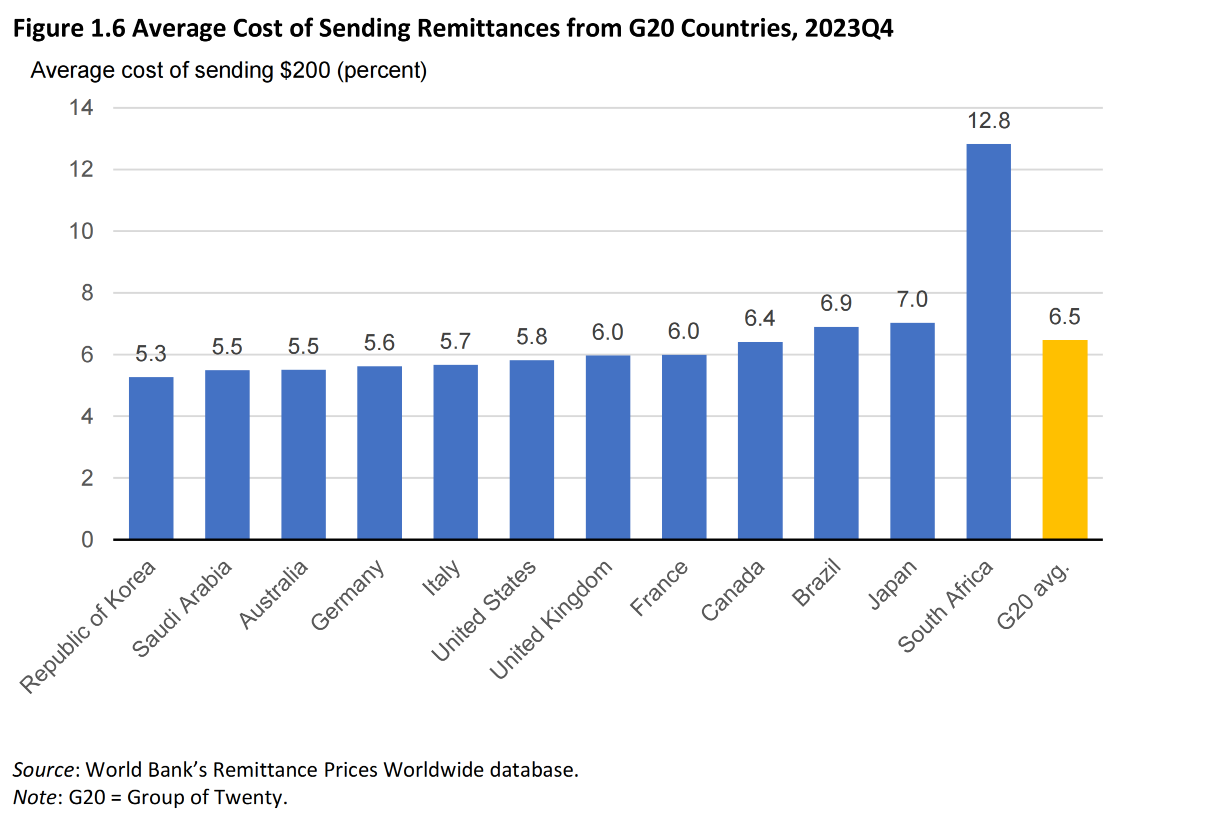 Figure 1.6 Average Cost of Sending Remittances from G20 Countries, 2023Q4
Average cost of sending $200 (percent)
14
12
10
8
6
4
2
0
5.3
5.5
5.5
5.6
5.7
5.8
6.0
6.0
6.4
6.9
7.0
12.8
6.5
Republic of Korea
Saudi Arabia
Australia
Germany
Italy
United States
United Kingdom
France
Canada
Brazil
Japan
South Africa
G20 avg.
Source: World Bank’s Remittance Prices Worldwide database.
Note: G20 = Group of Twenty.